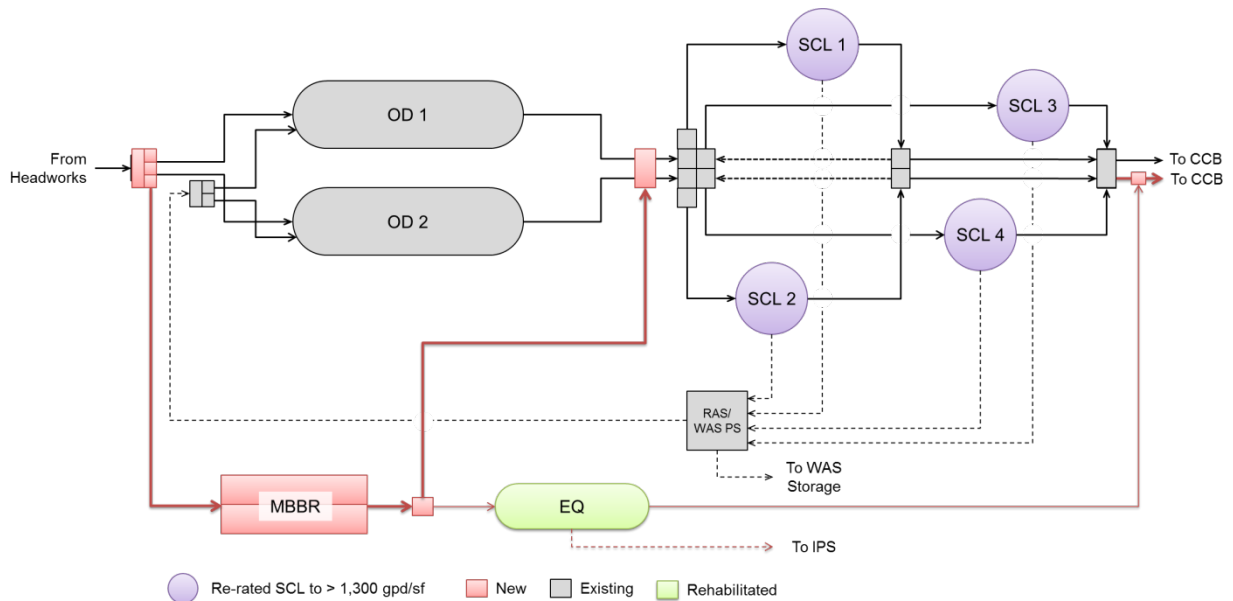 SCL 1
OD 1
SCL 3
From
Headworks
To CCB
To CCB
OD 2
SCL 4
SCL 2
RAS/
WAS PS
To WAS
Storage
MBBR
EQ
To IPS
Re-rated SCL to > 1,300 gpd/sf
New
Existing
Rehabilitated